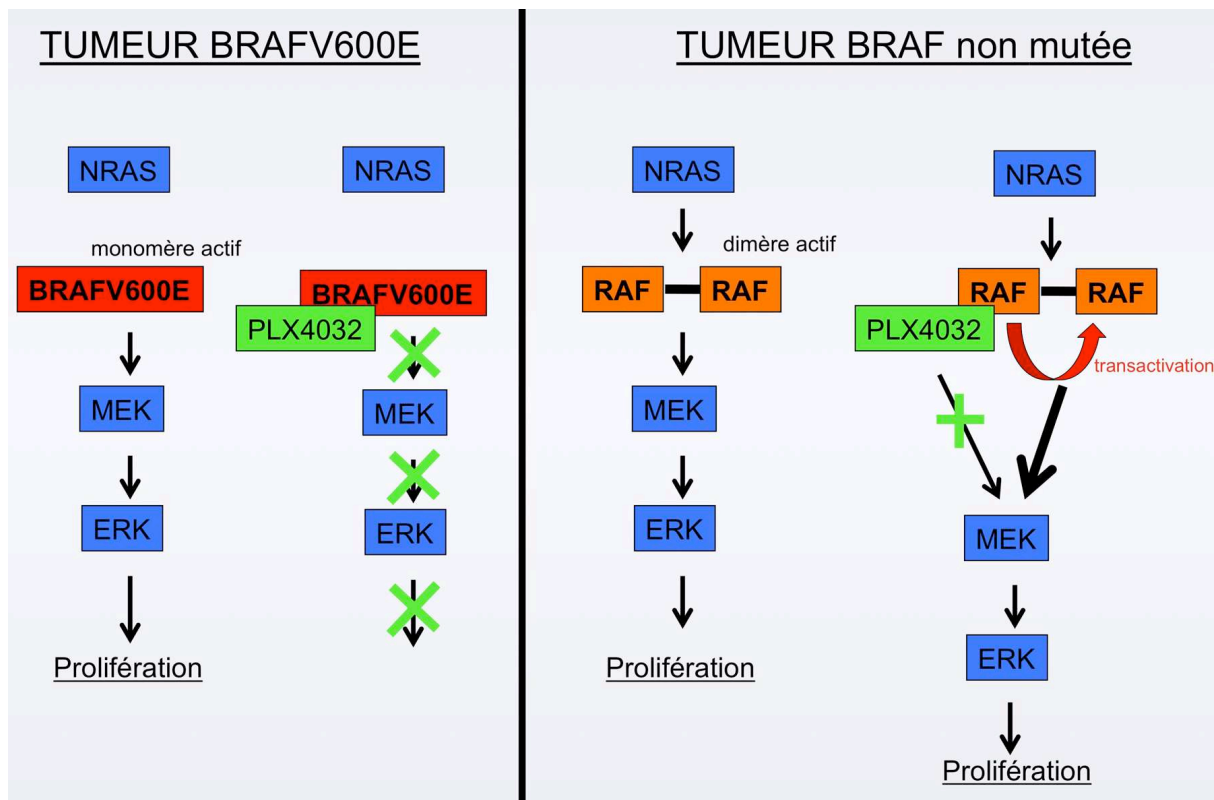 TUMEUR BRAFV600E
NRAS
NRAS
monomère actif
BRAFV600E
BRAFV600E
PLX4032
MEK
MEK
ERK
ERK
Prolifération
TUMEUR BRAF non mutée
NRAS
NRAS
dimère actif
RAF
RAF
RAF
RAF
PLX4032
transactivation
MEK
MEK
ERK
ERK
Prolifération
Prolifération